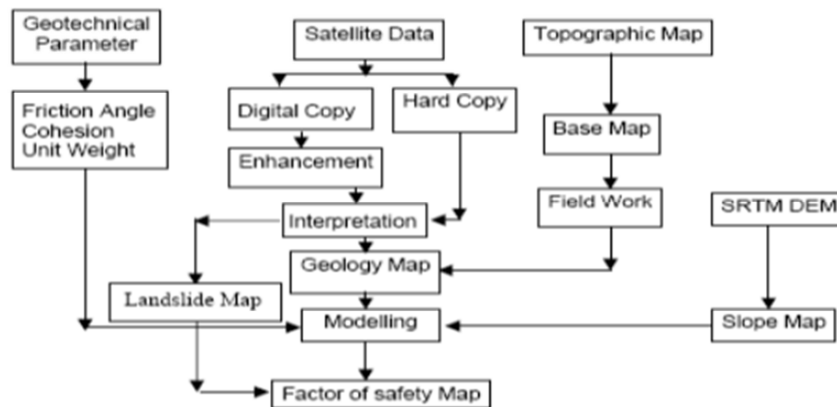 Geotechnical
Parameter
Satellite Data
Topographic Map
Friction Angle
Cohesion
Unit Weight
Digital Copy
Hard Copy
Base Map
Enhancement
Interpretation
Field Work
SRTM DEM
Geology Map
Landslide Map
Modelling
Slope Map
Factor of safety Map